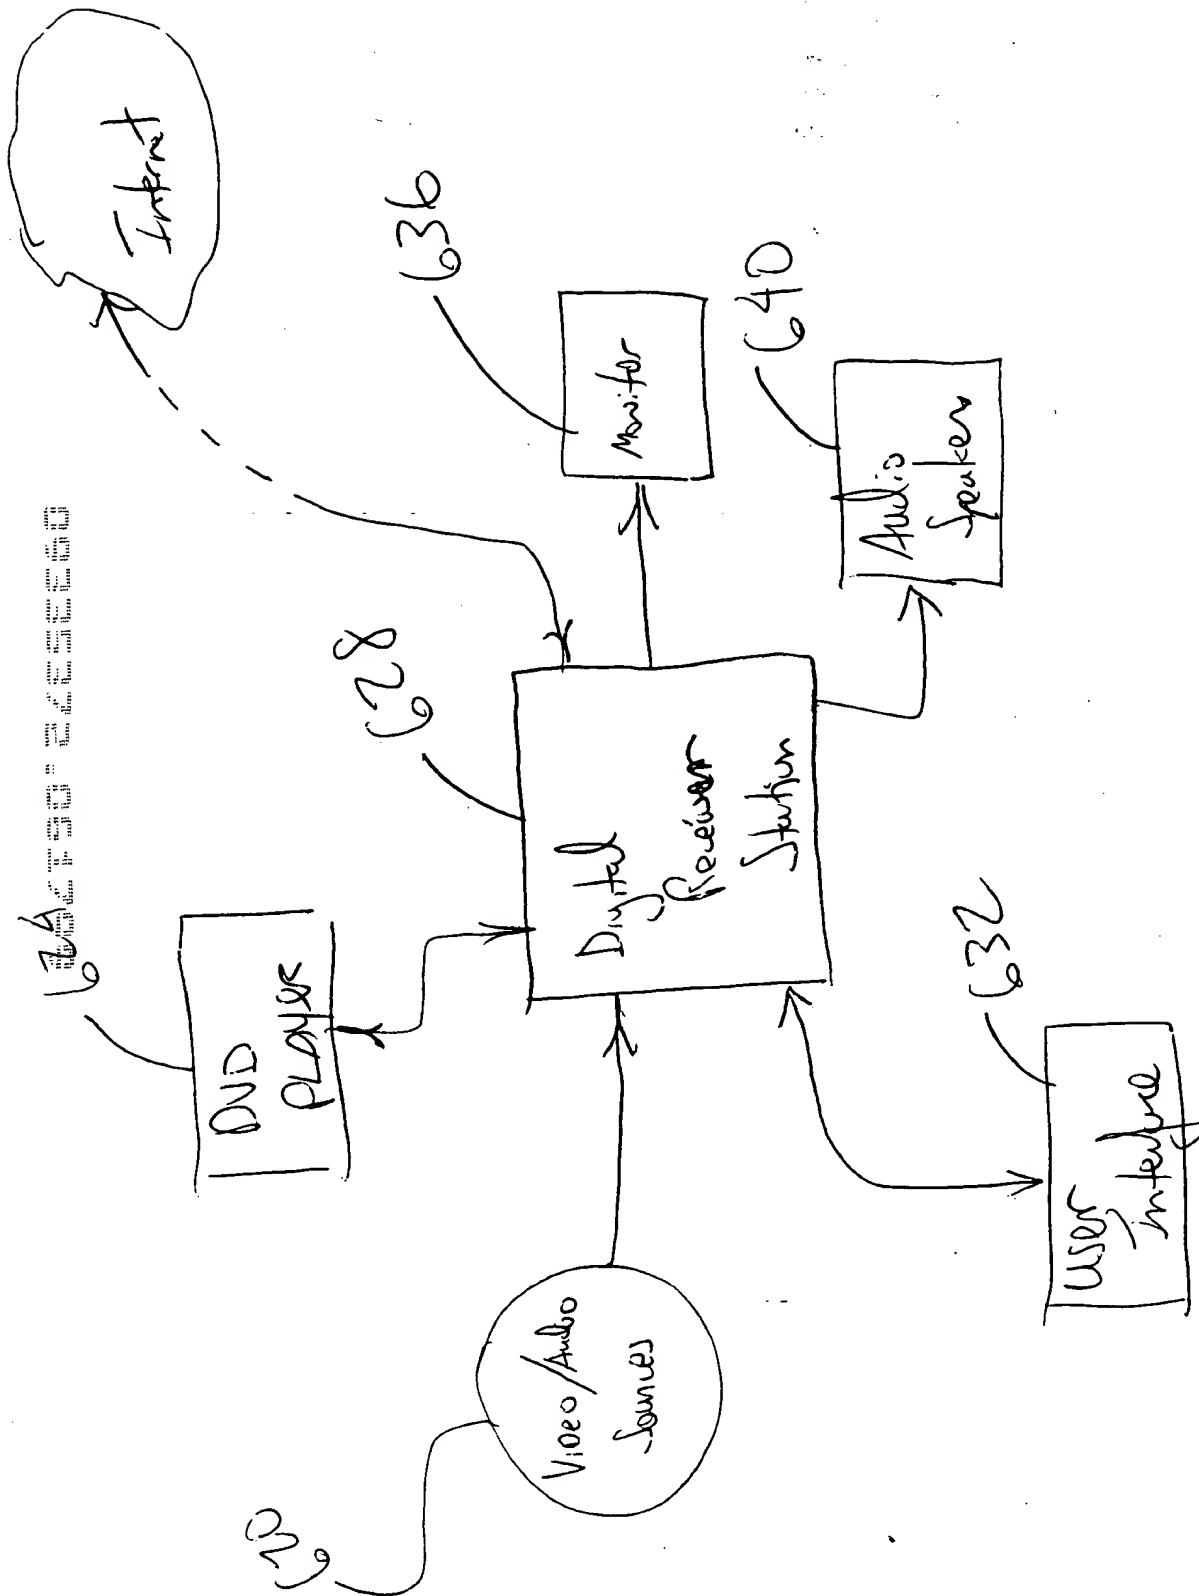 Internet
624
DVD
PLAYER
628
636
Monitor
Digital
Receiver
Station
640
Audio
Speakers
620
Video/Audio
Sources
632
User
interface